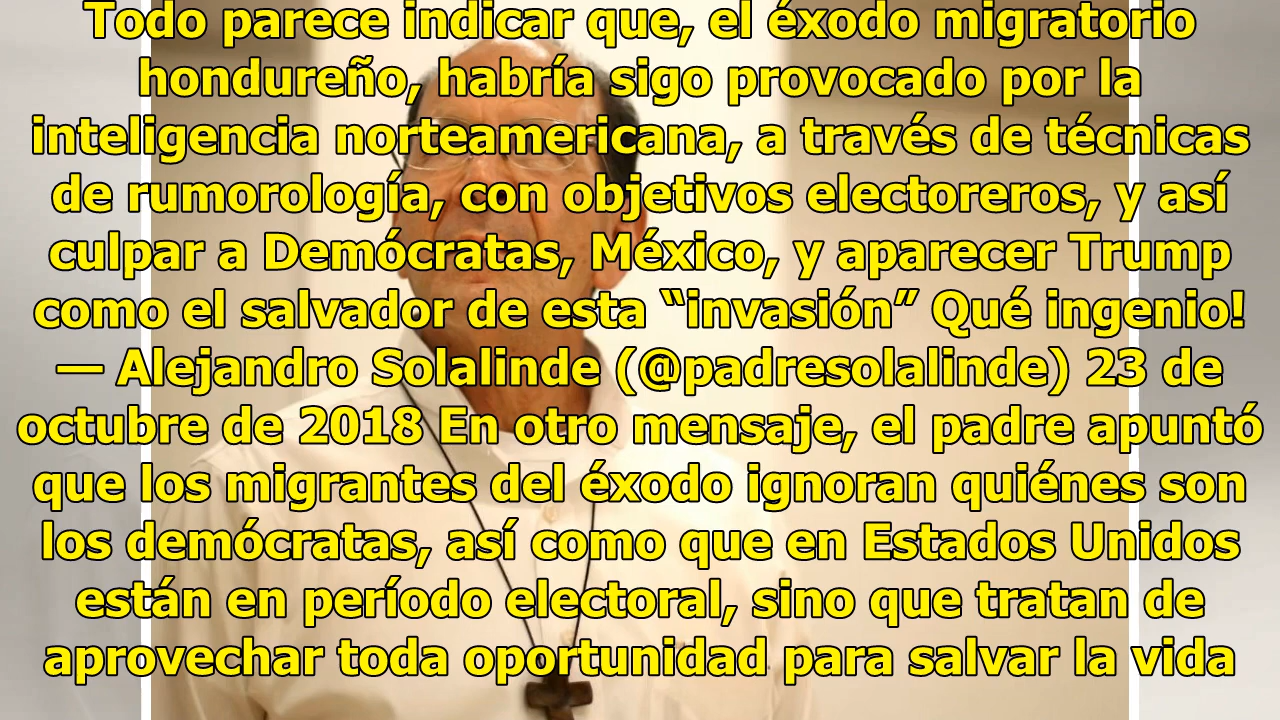 Todo parece indicar que, el éxodo migratorio
hondureño, habría sigo provocado por la
inteligencia norteamericana, a través de técnicas
de rumorología, con objetivos electoreros, y así
culpar a Demócratas, México, y aparecer Trump
como el salvador de esta “invasión” Qué ingenio!
— Alejandro Solalinde (@padresolalinde) 23 de
octubre de 2018 En otro mensaje, el padre apuntó
que los migrantes del éxodo ignoran quiénes son
los demócratas, así como que en Estados Unidos
están en período electoral, sino que tratan de
aprovechar toda oportunidad para salvar la vida